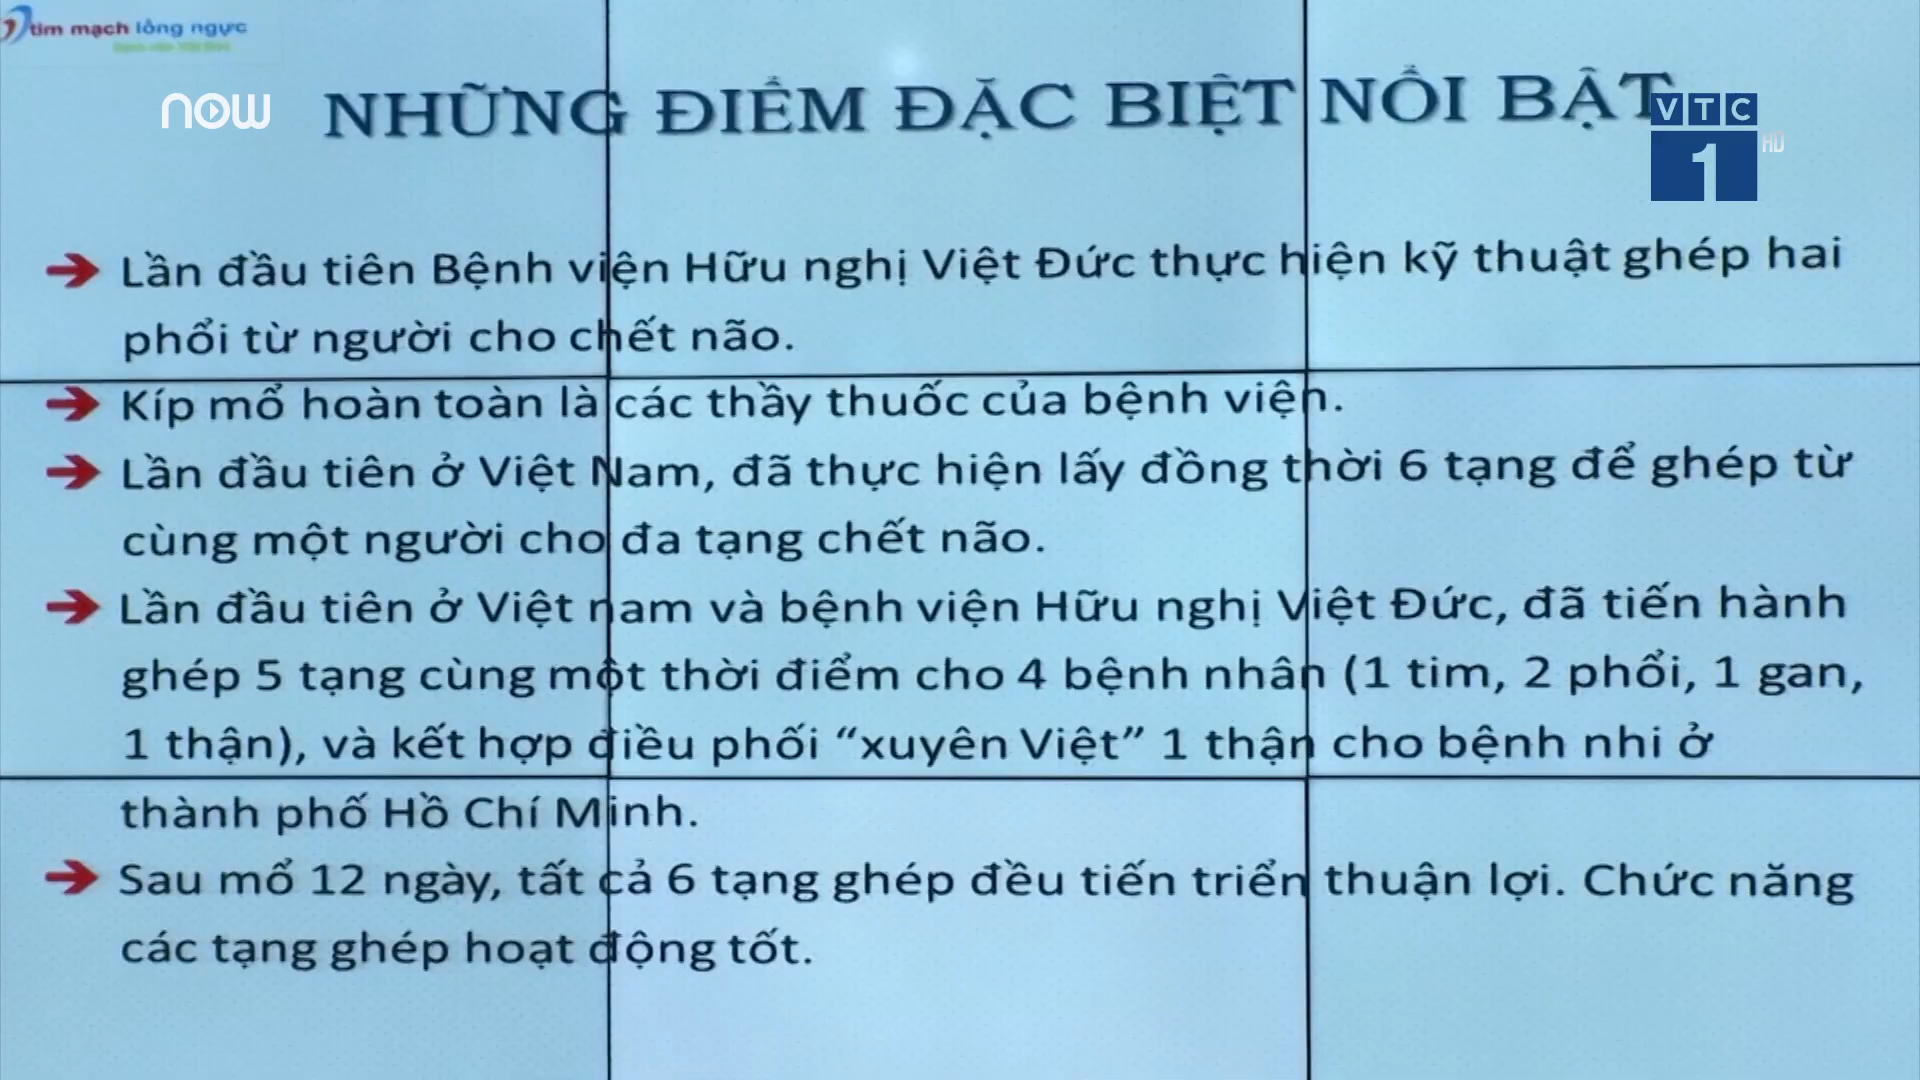 tim mạch lồng ngực
now
NHỮNG ĐIỂM ĐẶC BIỆT NỔI BẬT
VTC
1
HD
Lần đầu tiên Bệnh viện Hữu nghị Việt Đức thực hiện kỹ thuật ghép hai
phổi từ người cho chết não.
Kíp mổ hoàn toàn là các thầy thuốc của bệnh viện.
Lần đầu tiên ở Việt Nam, đã thực hiện lấy đồng thời 6 tạng để ghép từ
cùng một người cho đa tạng chết não.
Lần đầu tiên ở Việt nam và bệnh viện Hữu nghị Việt Đức, đã tiến hành
ghép 5 tạng cùng một thời điểm cho 4 bệnh nhân (1 tim, 2 phổi, 1 gan,
1 thận), và kết hợp điều phối “xuyên Việt” 1 thận cho bệnh nhi ở
thành phố Hồ Chí Minh.
Sau mổ 12 ngày, tất cả 6 tạng ghép đều tiến triển thuận lợi. Chức năng
các tạng ghép hoạt động tốt.